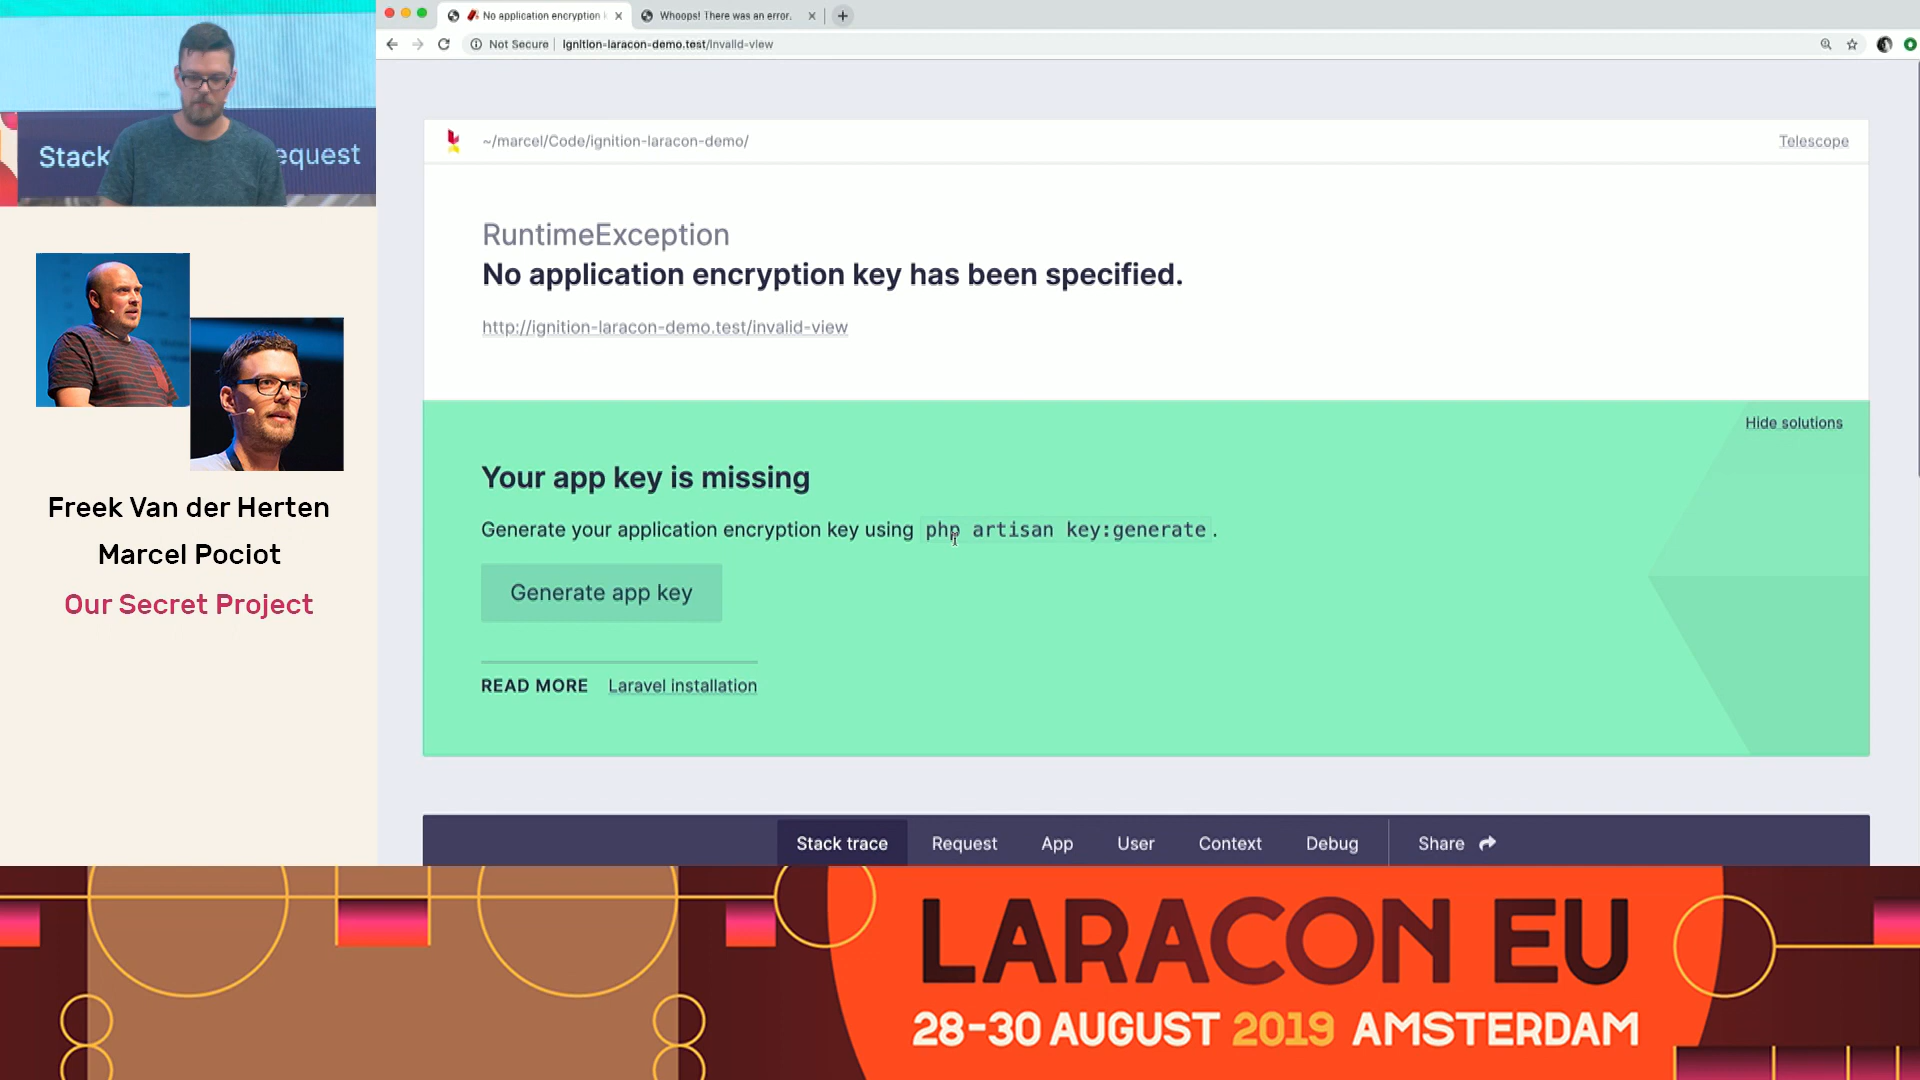 No application encryption
Whoops! There was an error.
Not Secure
ignition-laracon-demo.test/invalid-view
Stack
equest
~/marcel/Code/ignition-laracon-demo/
Telescope
RuntimeException
No application encryption key has been specified.
http://ignition-laracon-demo.test/invalid-view
Hide solutions
Your app key is missing
Generate your application encryption key using php artisan key:generate.
Generate app key
READ MORE Laravel installation
Stack trace
Request
App
User
Context
Debug
Share
Freek Van der Herten
Marcel Pociot
Our Secret Project
LARACON EU
28-30 AUGUST 2019 AMSTERDAM